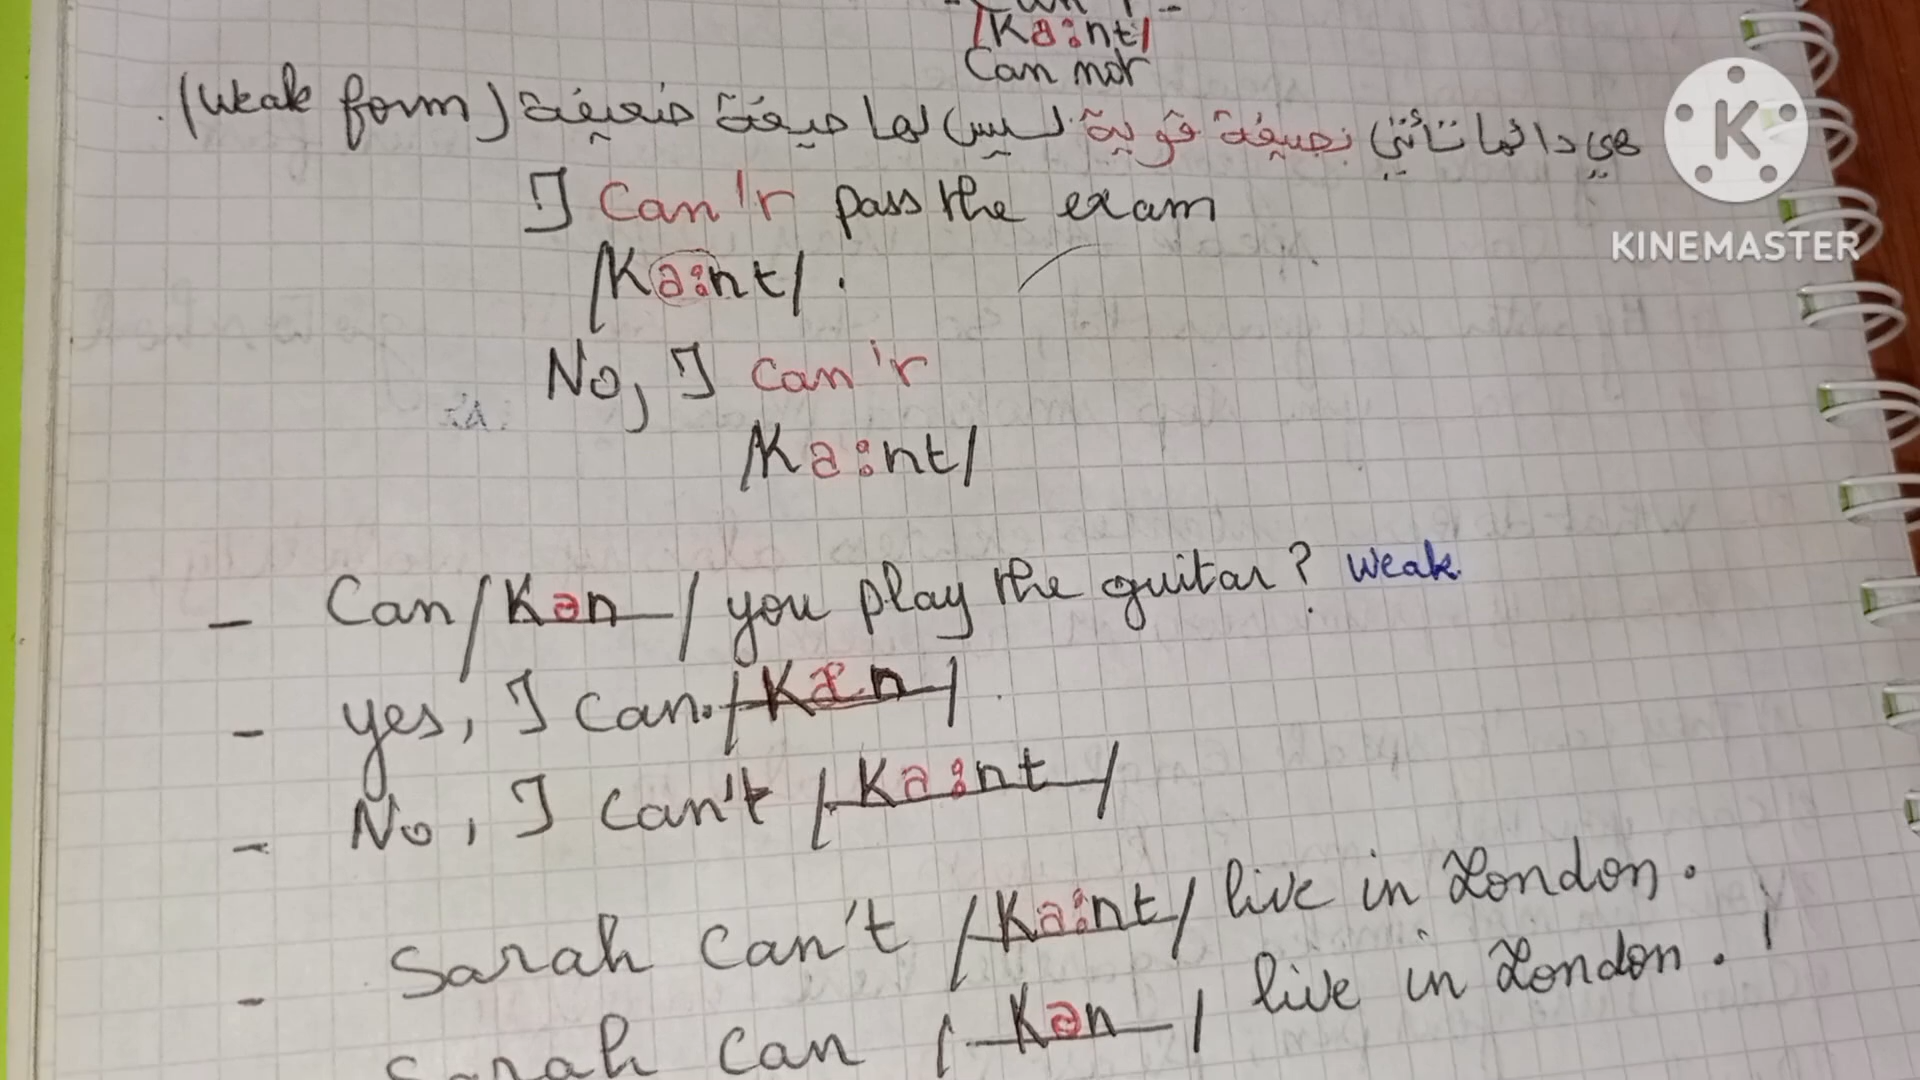 /Ka:nt/
Can not
هي دائما تأتي بصيغة قوية ليس لها صيغة ضعيفة (Weak form)
I Can't pass the exam
/Ka:nt/.
No, I can't
/Ka:nt/
- Can /Kən/ you play the guitar? Weak
- yes, I can. /Kæn/
- No, I can't /Ka:nt/
- Sarah can't /Ka:nt/ live in London.
Sarah can /Kən/ live in London.
K
KINEMASTER